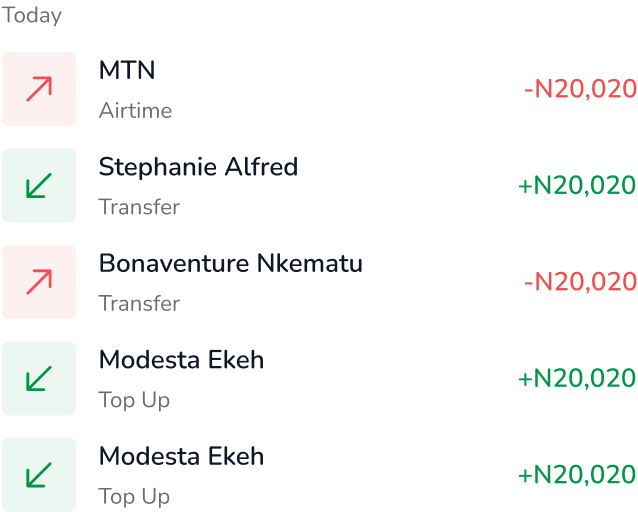 Today
MTN
-N20,020
Airtime
Stephanie Alfred
+N20,020
Transfer
Bonaventure Nkematu
-N20,020
Transfer
Modesta Ekeh
+N20,020
Top Up
Modesta Ekeh
+N20,020
Top Up